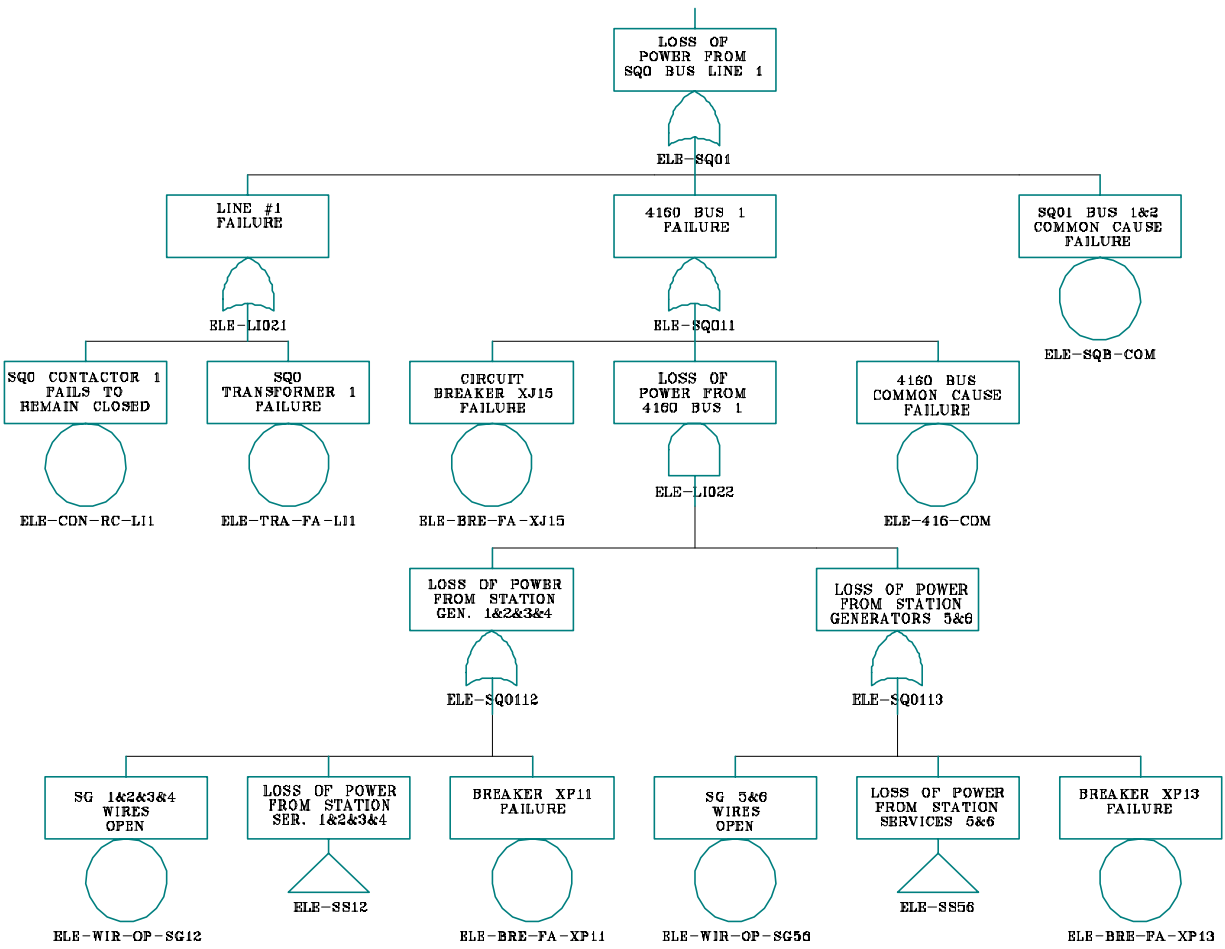 LOSS OF
POWER FROM
SQ0 BUS LINE 1
ELE-SQ01
LINE #1
FAILURE
4160 BUS 1
FAILURE
SQ01 BUS 1&2
COMMON CAUSE
FAILURE
ELE-LI021
ELE-SQ011
ELE-SQB-COM
SQ0 CONTACTOR 1
FAILS TO
REMAIN CLOSED
SQ0
TRANSFORMER 1
FAILURE
CIRCUIT
BREAKER XJ15
FAILURE
LOSS OF
POWER FROM
4160 BUS 1
4160 BUS
COMMON CAUSE
FAILURE
ELE-CON-RC-LI1
ELE-TRA-FA-LI1
ELE-BRE-FA-XJ15
ELE-LI022
ELE-416-COM
LOSS OF POWER
FROM STATION
GEN. 1&2&3&4
LOSS OF POWER
FROM STATION
GENERATORS 5&6
ELE-SQ0112
ELE-SQ0113
SG 1&2&3&4
WIRES
OPEN
LOSS OF POWER
FROM STATION
SER. 1&2&3&4
BREAKER XP11
FAILURE
SG 5&6
WIRES
OPEN
LOSS OF POWER
FROM STATION
SERVICES 5&6
BREAKER XP13
FAILURE
ELE-WIR-OP-SG12
ELE-SS12
ELE-BRE-FA-XP11
ELE-WIR-OP-SG56
ELE-SS56
ELE-BRE-FA-XP13